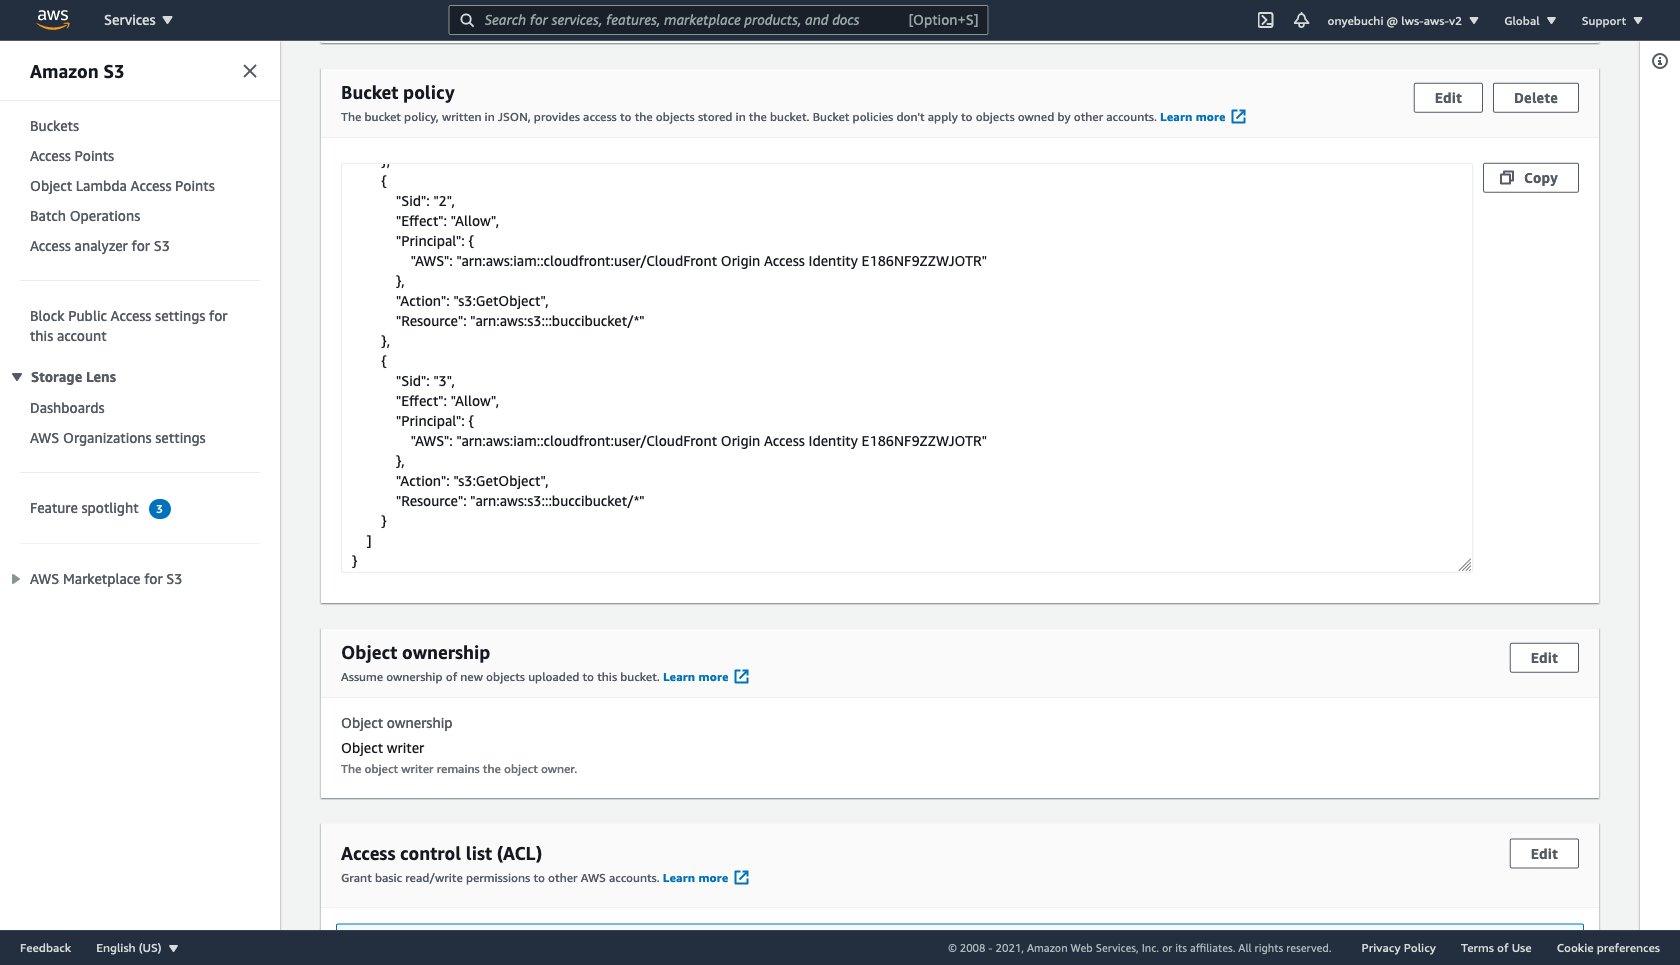 aws Services Search for services, features, marketplace products, and docs [Option+S] onyebuchi @ lws-aws-v2 Global Support
Amazon S3
Buckets
Access Points
Object Lambda Access Points
Batch Operations
Access analyzer for S3
Block Public Access settings for
this account
Storage Lens
Dashboards
AWS Organizations settings
Feature spotlight 3
AWS Marketplace for S3
Bucket policy
Edit Delete
The bucket policy, written in JSON, provides access to the objects stored in the bucket. Bucket policies don't apply to objects owned by other accounts. Learn more
Copy
},
{
"Sid": "2",
"Effect": "Allow",
"Principal": {
"AWS": "arn:aws:iam::cloudfront:user/CloudFront Origin Access Identity E186NF9ZZWJOTR"
},
"Action": "s3:GetObject",
"Resource": "arn:aws:s3:::buccibucket/*"
},
{
"Sid": "3",
"Effect": "Allow",
"Principal": {
"AWS": "arn:aws:iam::cloudfront:user/CloudFront Origin Access Identity E186NF9ZZWJOTR"
},
"Action": "s3:GetObject",
"Resource": "arn:aws:s3:::buccibucket/*"
}
]
}
Object ownership
Edit
Assume ownership of new objects uploaded to this bucket. Learn more
Object ownership
Object writer
The object writer remains the object owner.
Access control list (ACL)
Edit
Grant basic read/write permissions to other AWS accounts. Learn more
Feedback English (US) © 2008 - 2021, Amazon Web Services, Inc. or its affiliates. All rights reserved. Privacy Policy Terms of Use Cookie preferences